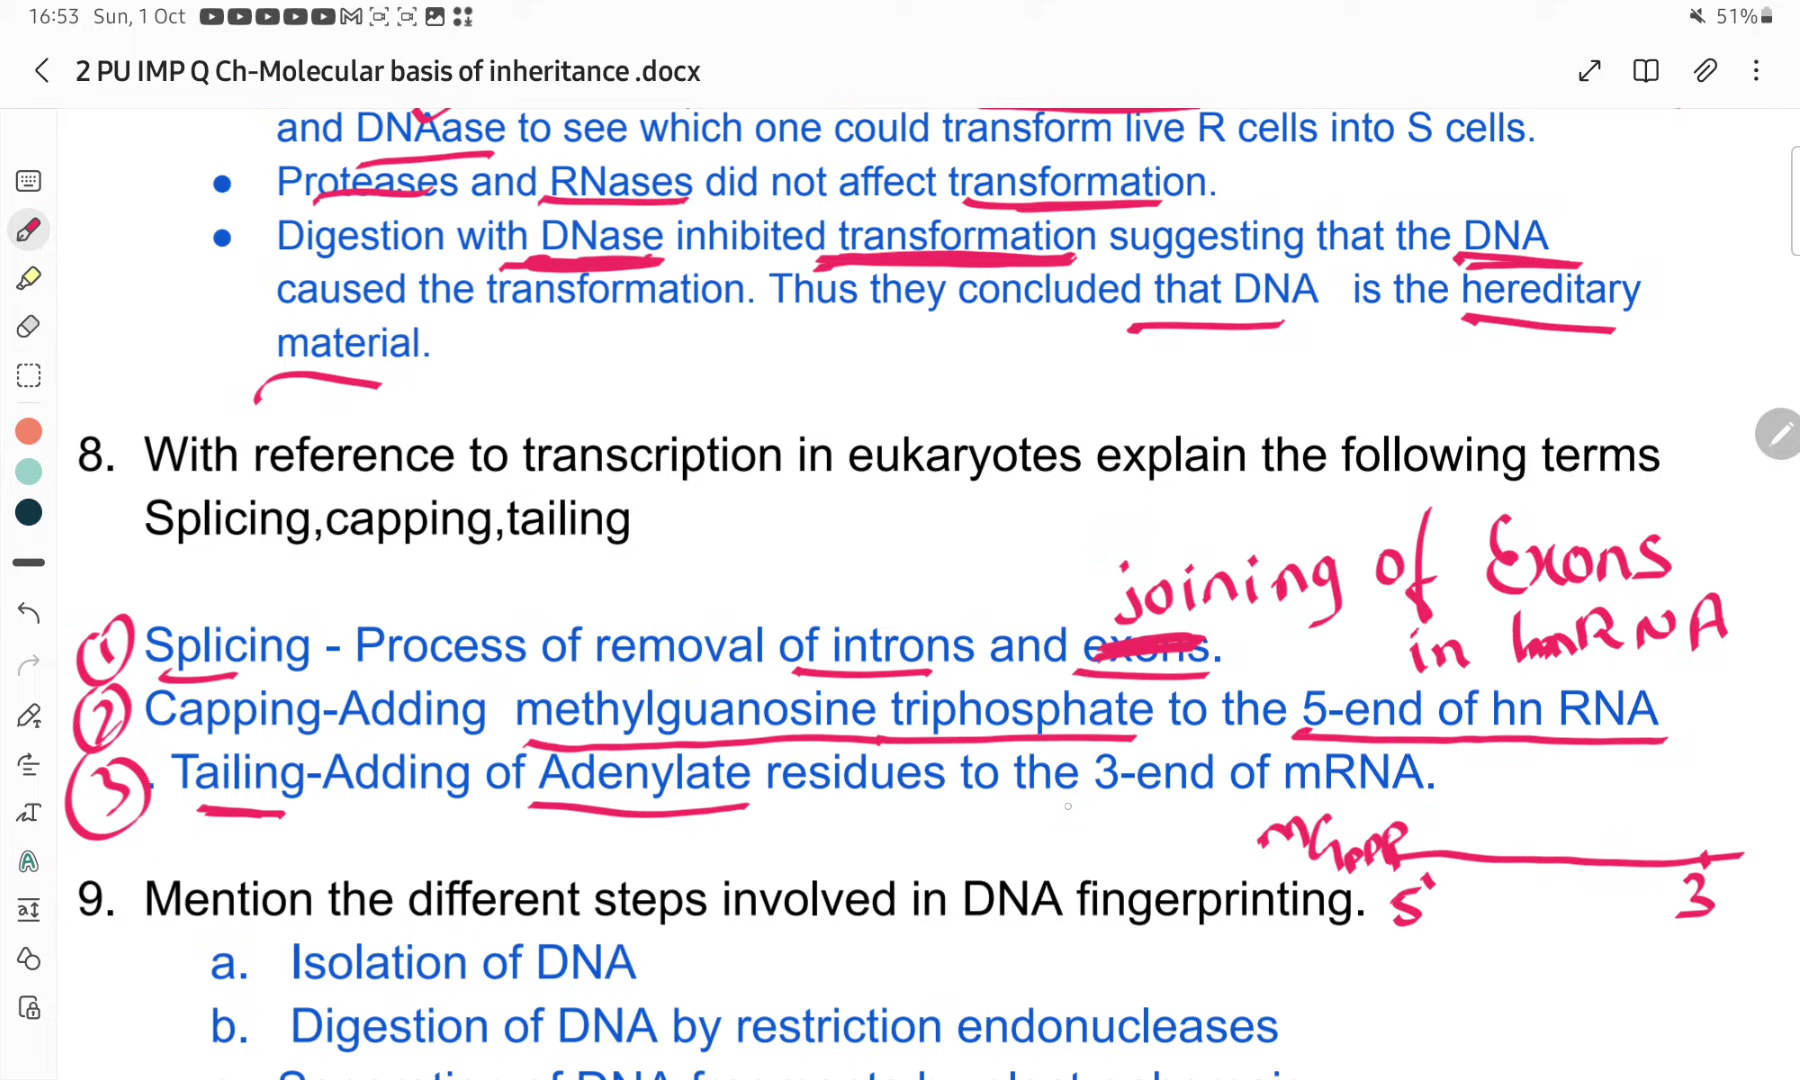 16:53 Sun, 1 Oct
51%
2 PU IMP Q Ch-Molecular basis of inheritance .docx
and DNAase to see which one could transform live R cells into S cells.
Proteases and RNases did not affect transformation.
Digestion with DNase inhibited transformation suggesting that the DNA
caused the transformation. Thus they concluded that DNA is the hereditary
material.
8. With reference to transcription in eukaryotes explain the following terms
Splicing,capping,tailing
joining of Exons
in hnRNA
① Splicing - Process of removal of introns and exons.
② Capping-Adding methylguanosine triphosphate to the 5-end of hn RNA
③ . Tailing-Adding of Adenylate residues to the 3-end of mRNA.
mGPPP
5' 3
9. Mention the different steps involved in DNA fingerprinting.
a. Isolation of DNA
b. Digestion of DNA by restriction endonucleases